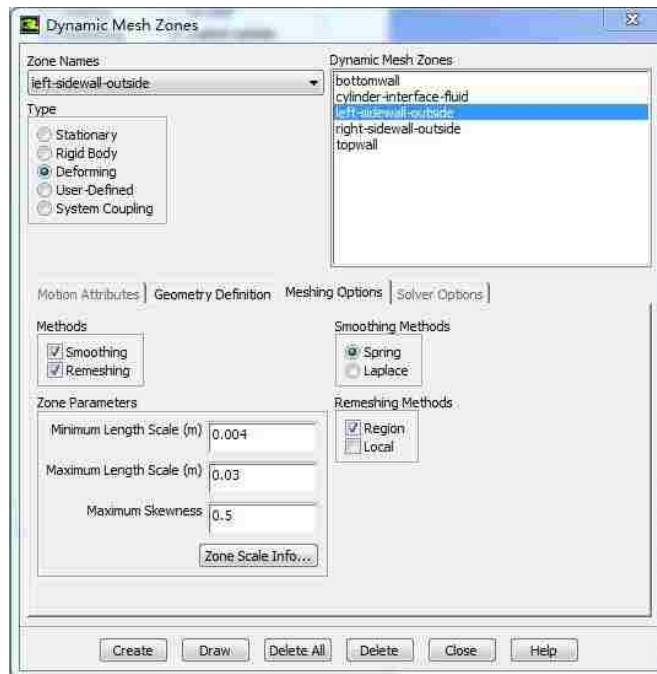 Dynamic Mesh Zones
Zone Names
left-sidewall-outside
Type
Stationary
Rigid Body
Deforming
User-Defined
System Coupling
Dynamic Mesh Zones
bottomwall
cylinder-interface-fluid
left-sidewall-outside
right-sidewall-outside
topwall
Motion Attributes Geometry Definition Meshing Options Solver Options
Methods
Smoothing
Remeshing
Smoothing Methods
Spring
Laplace
Zone Parameters
Minimum Length Scale (m) 0.004
Maximum Length Scale (m) 0.03
Maximum Skewness 0.5
Zone Scale Info...
Remeshing Methods
Region
Local
Create Draw Delete All Delete Close Help